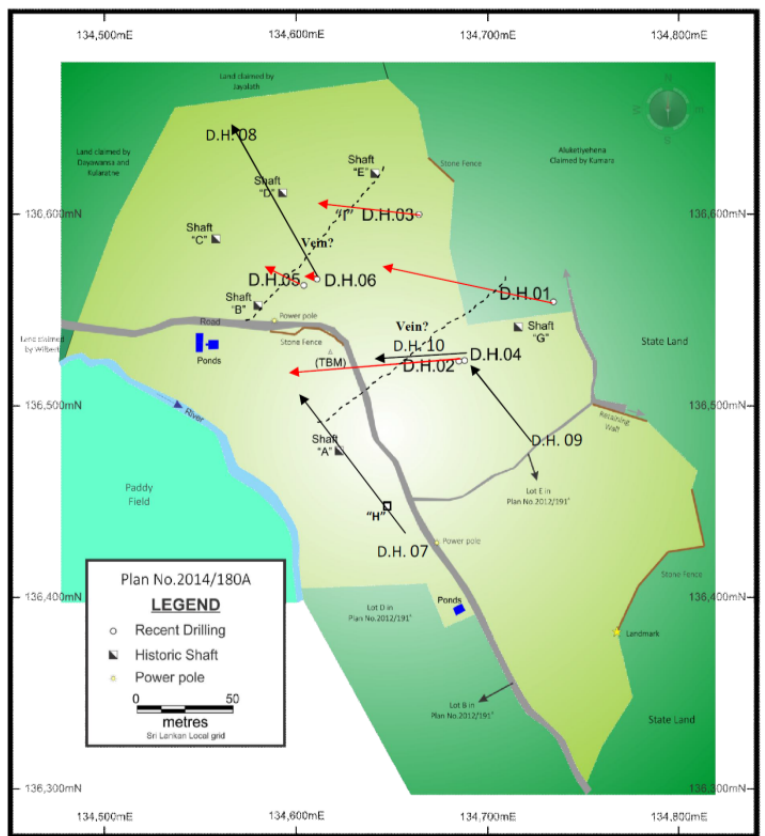 134,500mE
134,600mE
134,700mE
134,800mE
Land claimed by
Jayalath
N
W
E
S
D.H. 08
Land claimed by
Dayawansa and
Kularatne
Shaft
"E"
Stone Fence
Aluketiyehena
Claimed by Kamara
Shaft
"D"
136,600mN
"I"
D.H.03
136,600mN
Shaft
"C"
Vein?
D.H.05
D.H.06
D.H.01
Shaft
"B"
Power pole
Vein?
Road
Shaft
"G"
Land claimed
by Wilbert
Stone Fence
D.H. 10
State Land
Ponds
(TBM)
D.H.04
D.H.02
136,500mN
River
136,500mN
Retaining
Wall
Shaft
"A"
D.H. 09
Paddy
Field
Lot E in
Plan No.2012/191"
"H"
D.H. 07
Power pole
Plan No.2014/180A
LEGEND
Recent Drilling
Historic Shaft
Power pole
0
50
metres
Sri Lankan Local grid
Stone Fence
136,400mN
Ponds
136,400mN
Lot D in
Plan No.2012/191"
Landmark
Lot B in
Plan No.2012/191"
State Land
136,300mN
136,300mN
134,500mE
134,600mE
134,700mE
134,800mE